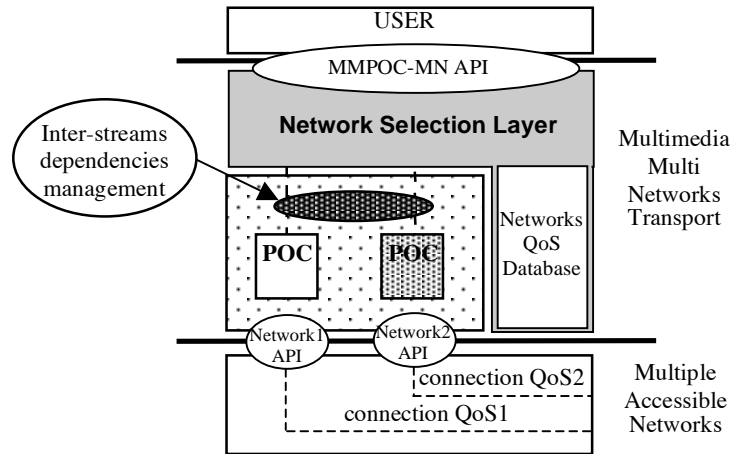 USER
MMPOC-MN API
Network Selection Layer
Inter-streams
dependencies
management
Multimedia
Multi
Networks
Transport
Networks
QoS
Database
POC
POC
Network1
API
Network2
API
connection QoS2
connection QoS1
Multiple
Accessible
Networks